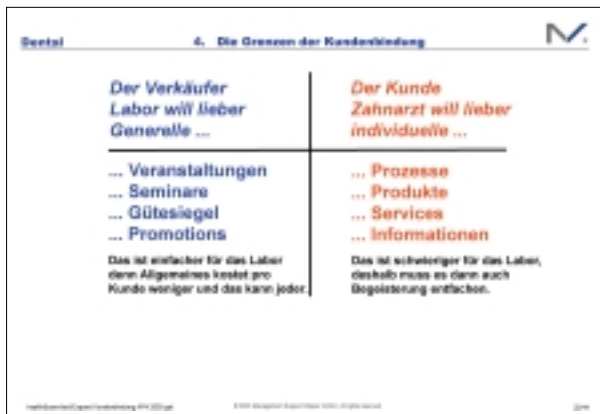 Dental
4. Die Grenzen der Kundenbindung
Der Verkäufer
Labor will lieber
Generelle ...
Der Kunde
Zahnarzt will lieber
individuelle ...
... Veranstaltungen
... Seminare
... Gütesiegel
... Promotions
... Prozesse
... Produkte
... Services
... Informationen
Das ist einfacher für das Labor
denn Allgemeines kostet pro
Kunde weniger und das kann jeder.
Das ist schwieriger für das Labor,
deshalb muss es dann auch
Begeisterung entfachen.